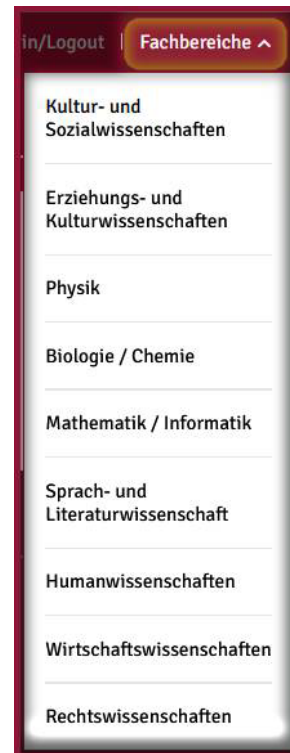 in/Logout | Fachbereiche
Kultur- und
Sozialwissenschaften
Erziehungs- und
Kulturwissenschaften
Physik
Biologie / Chemie
Mathematik / Informatik
Sprach- und
Literaturwissenschaft
Humanwissenschaften
Wirtschaftswissenschaften
Rechtswissenschaften